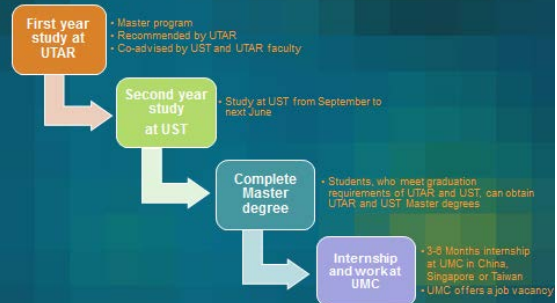 First year
study at
UTAR
• Master program
• Recommended by UTAR
• Co-advised by UST and UTAR faculty
Second year
study
at UST
• Study at UST from September to
next June
Complete
Master
degree
• Students, who meet graduation
requirements of UTAR and UST, can obtain
UTAR and UST Master degrees
Internship
and work at
UMC
• 3-6 Months internship
at UMC in China,
Singapore or Taiwan
• UMC offers a job vacancy